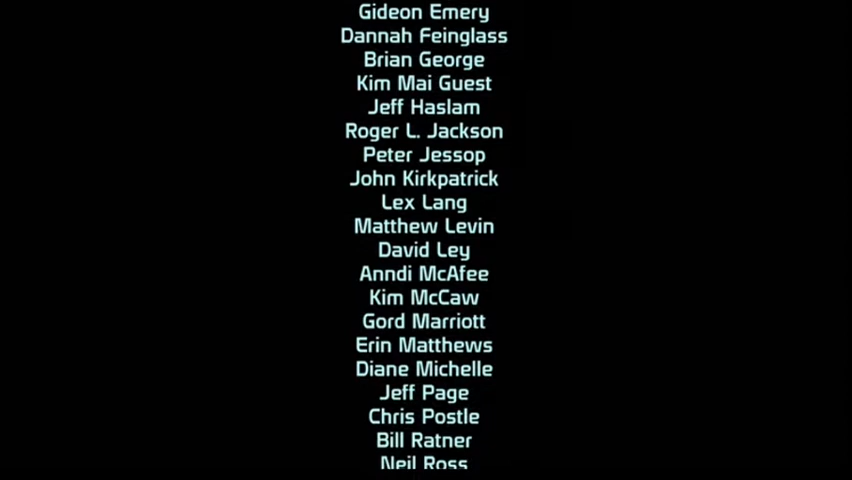 Gideon Emery
Dannah Feinglass
Brian George
Kim Mai Guest
Jeff Haslam
Roger L. Jackson
Peter Jessop
John Kirkpatrick
Lex Lang
Matthew Levin
David Ley
Anndi McAfee
Kim McCaw
Gord Marriott
Erin Matthews
Diane Michelle
Jeff Page
Chris Postle
Bill Ratner
Neil Ross